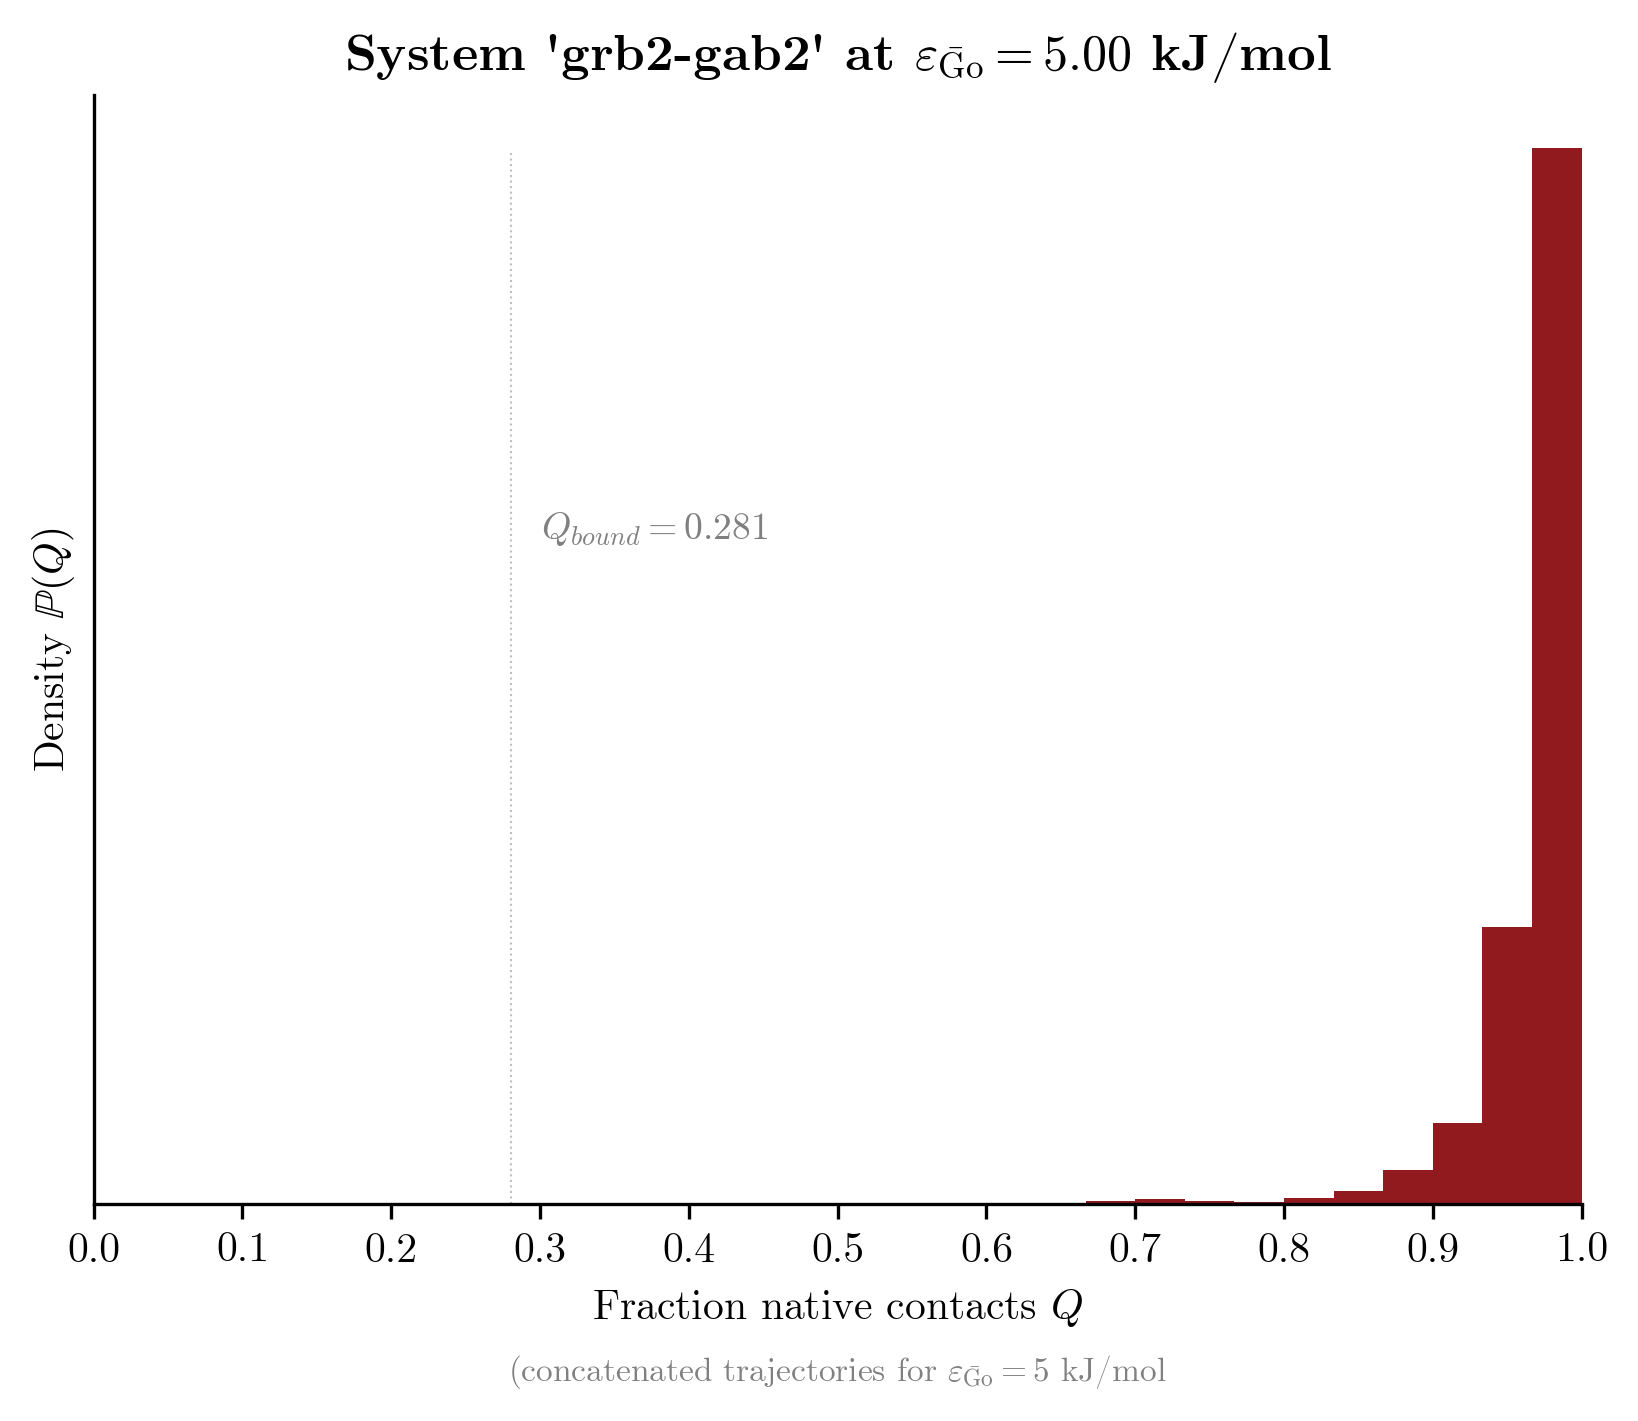 System 'grb2-gab2' at ε_Ḡo = 5.00 kJ/mol
Q_bound = 0.281
Density ℙ(Q)
0.0 0.1 0.2 0.3 0.4 0.5 0.6 0.7 0.8 0.9 1.0
Fraction native contacts Q
(concatenated trajectories for ε_Ḡo = 5 kJ/mol